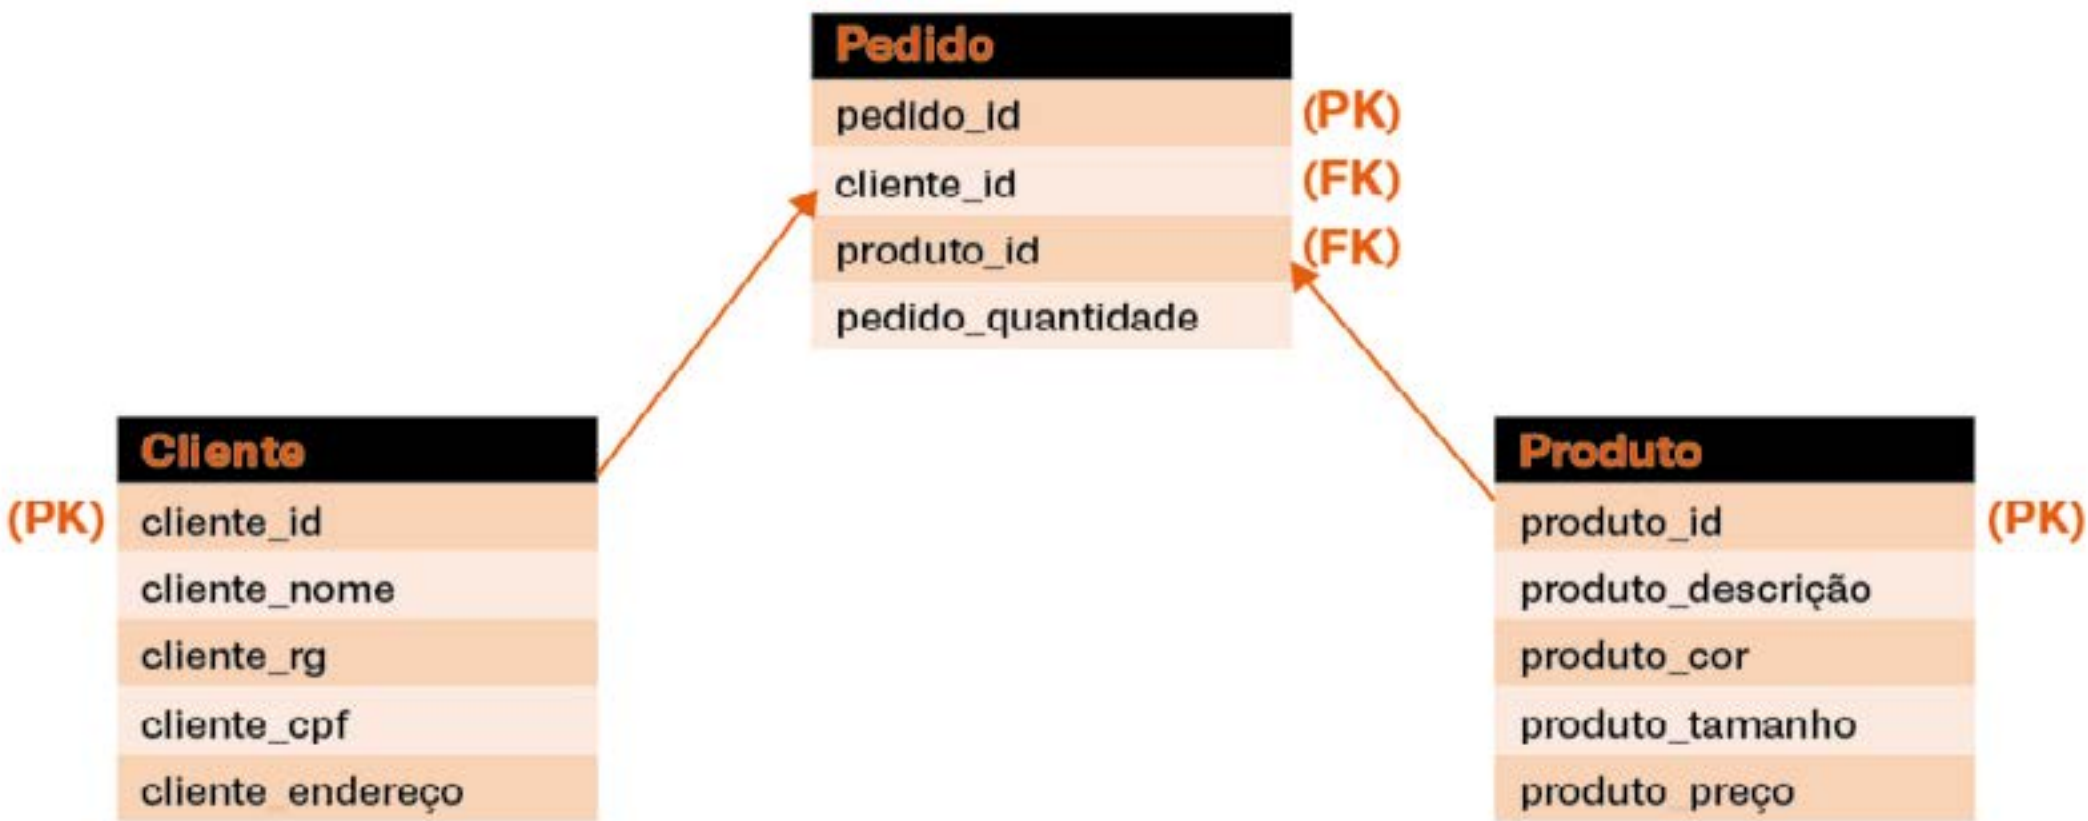 Pedido
pedido_id (PK)
cliente_id (FK)
produto_id (FK)
pedido_quantidade
Cliente
(PK) cliente_id
cliente_nome
cliente_rg
cliente_cpf
cliente_endereço
Produto
produto_id (PK)
produto_descrição
produto_cor
produto_tamanho
produto_preço